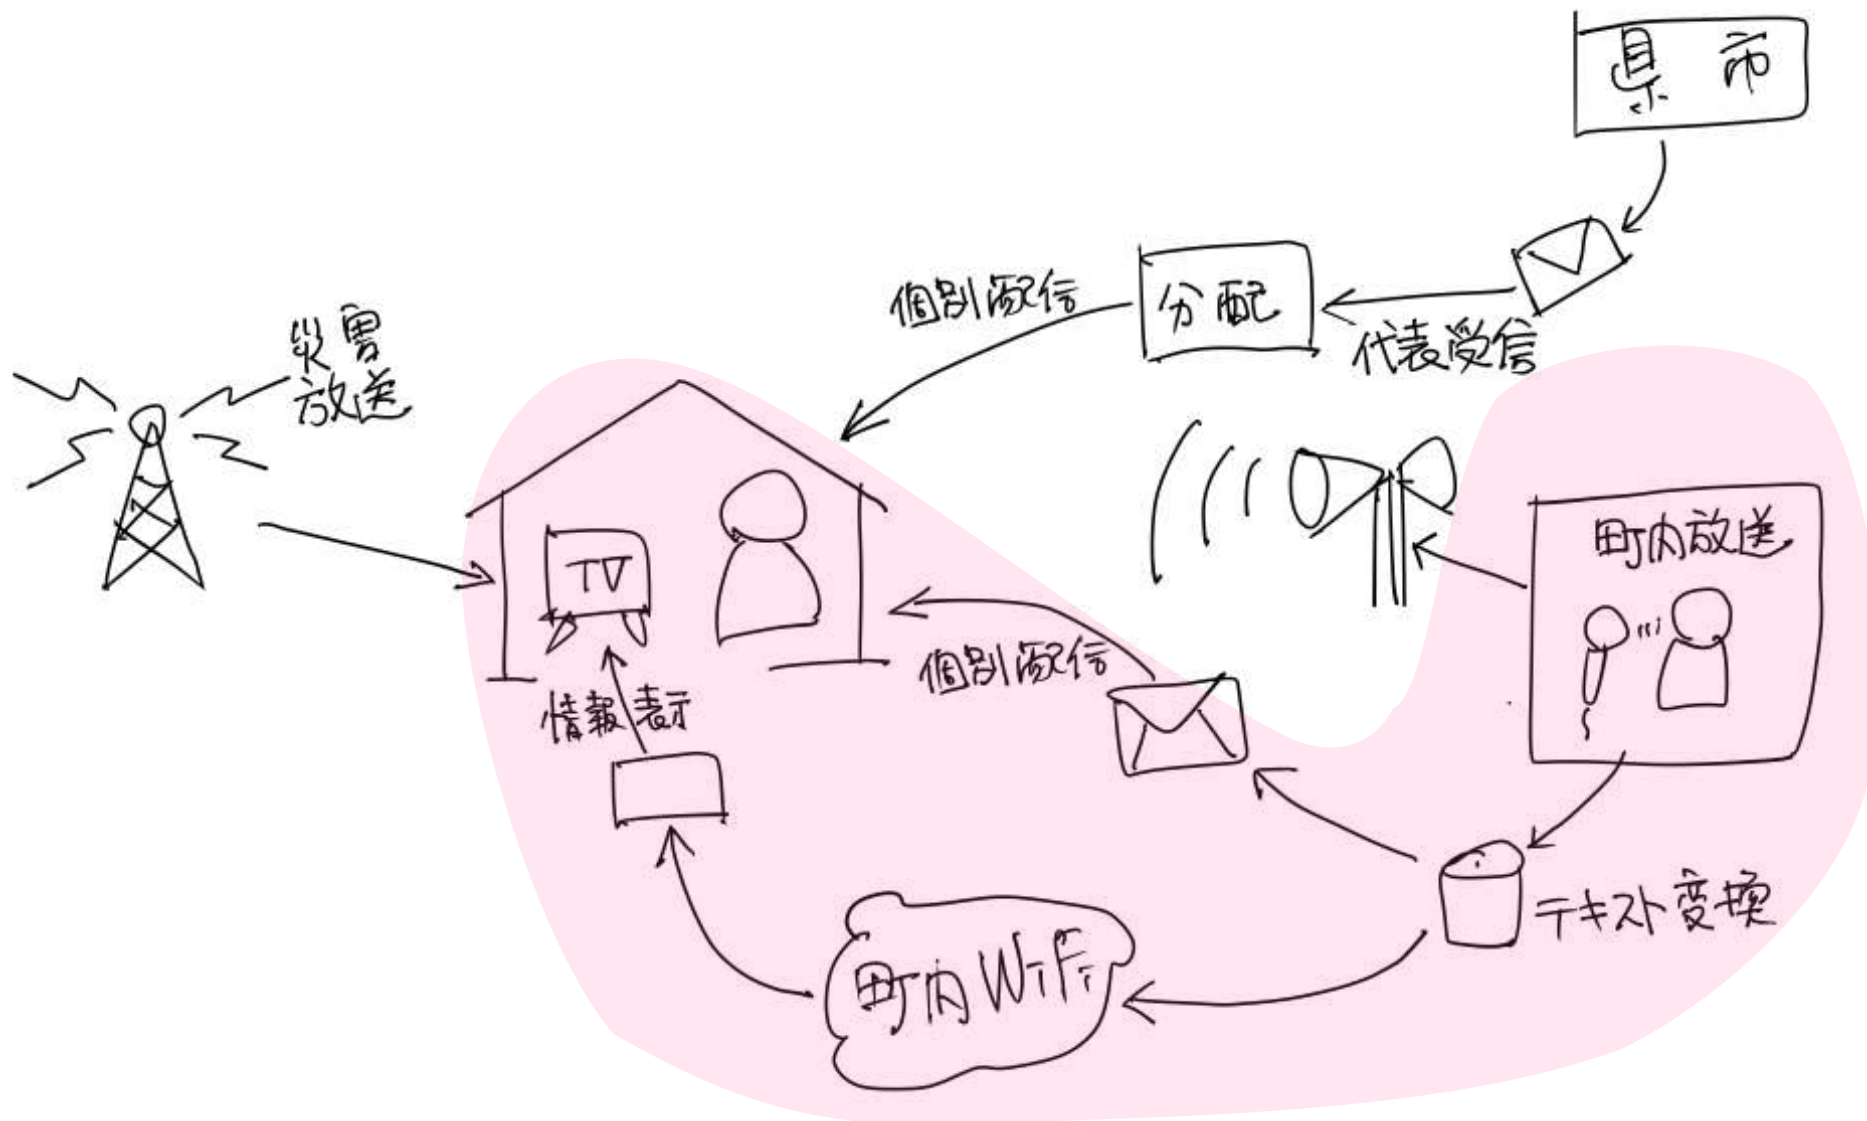 県 市
分配
個別配信
代表受信
災害
放送
町内放送
TV
個別配信
情報表示
テキスト変換
町内WiFi